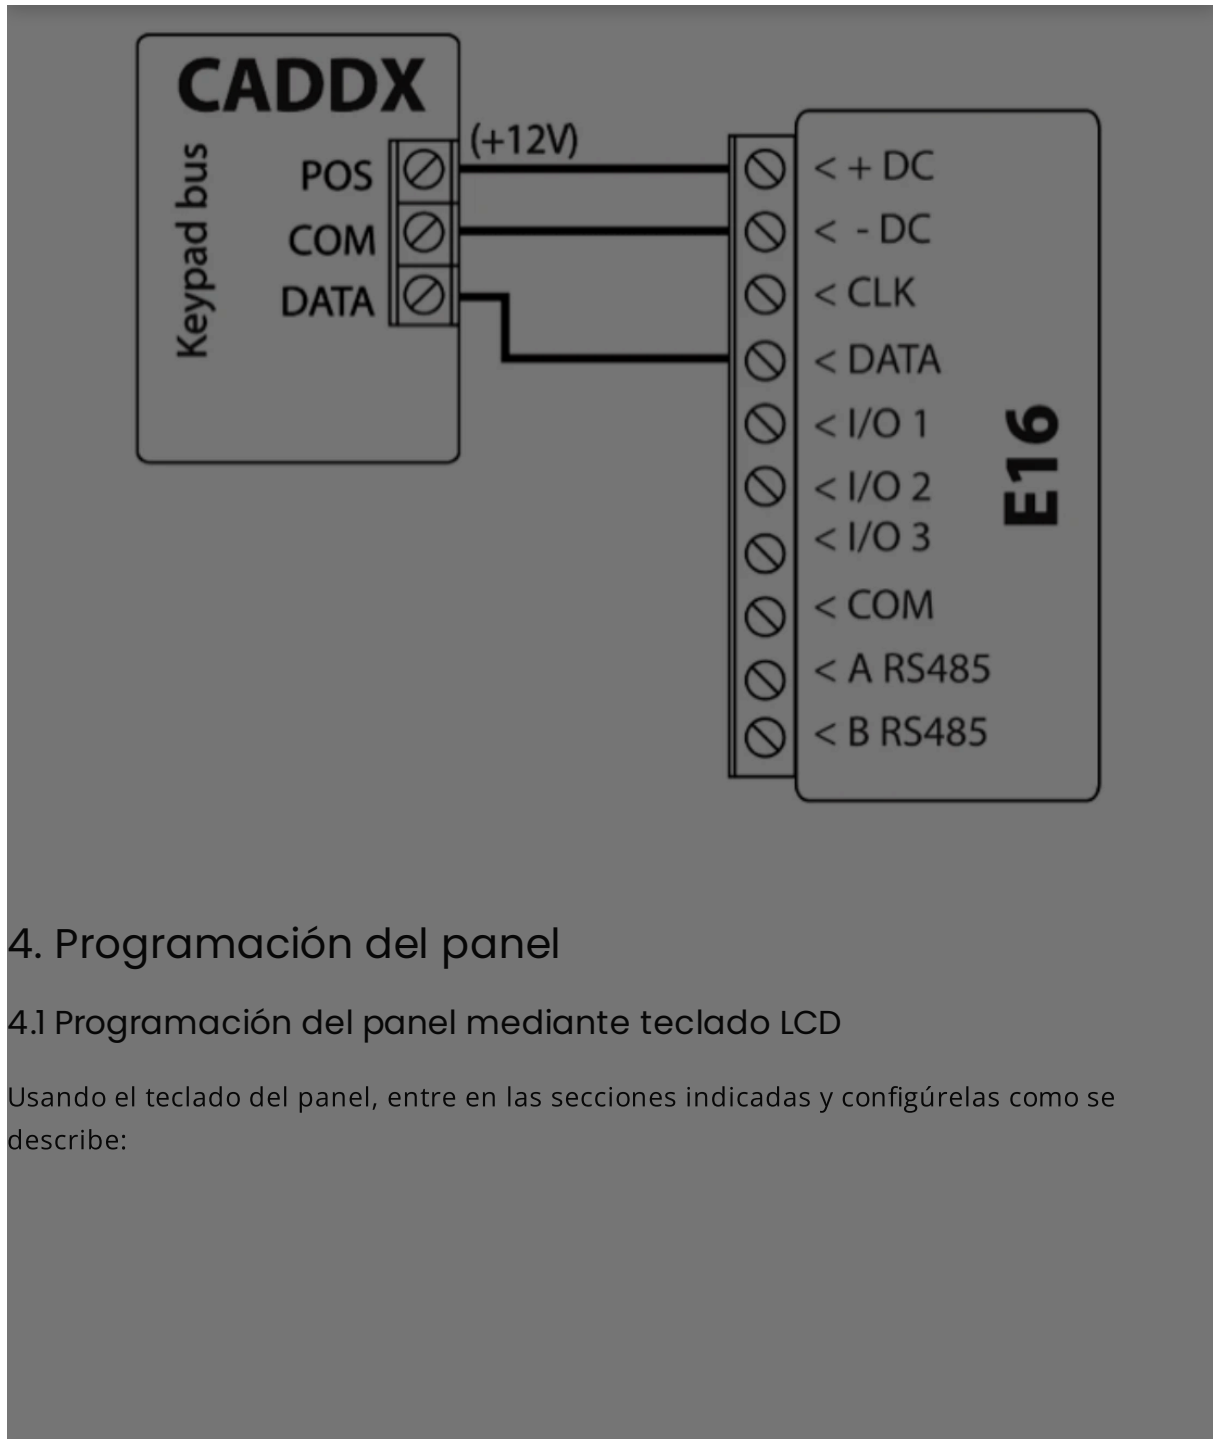 CADDX
Keypad bus
POS
COM
DATA
(+12V)
< + DC
< - DC
< CLK
< DATA
< I/O 1
< I/O 2
< I/O 3
< COM
< A RS485
< B RS485
E16
4. Programación del panel
4.1 Programación del panel mediante teclado LCD
Usando el teclado del panel, entre en las secciones indicadas y configúrelas como se
describe: